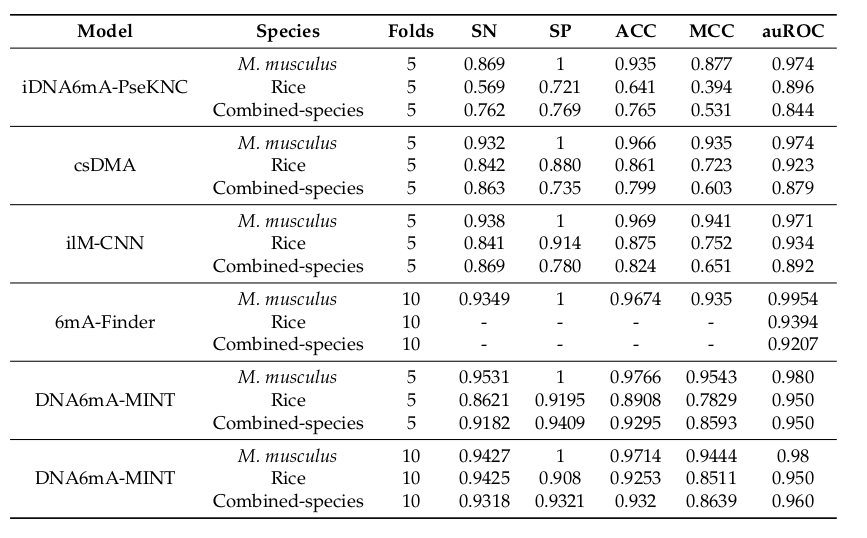 Model Species Folds SN SP ACC MCC auROC
M. musculus 5 0.869 1 0.935 0.877 0.974
iDNA6mA-PseKNC Rice 5 0.569 0.721 0.641 0.394 0.896
Combined-species 5 0.762 0.769 0.765 0.531 0.844
M. musculus 5 0.932 1 0.966 0.935 0.974
csDMA Rice 5 0.842 0.880 0.861 0.723 0.923
Combined-species 5 0.863 0.735 0.799 0.603 0.879
M. musculus 5 0.938 1 0.969 0.941 0.971
ilM-CNN Rice 5 0.841 0.914 0.875 0.752 0.934
Combined-species 5 0.869 0.780 0.824 0.651 0.892
M. musculus 10 0.9349 1 0.9674 0.935 0.9954
6mA-Finder Rice 10 - - - - 0.9394
Combined-species 10 - - - - 0.9207
M. musculus 5 0.9531 1 0.9766 0.9543 0.980
DNA6mA-MINT Rice 5 0.8621 0.9195 0.8908 0.7829 0.950
Combined-species 5 0.9182 0.9409 0.9295 0.8593 0.950
M. musculus 10 0.9427 1 0.9714 0.9444 0.98
DNA6mA-MINT Rice 10 0.9425 0.908 0.9253 0.8511 0.950
Combined-species 10 0.9318 0.9321 0.932 0.8639 0.960